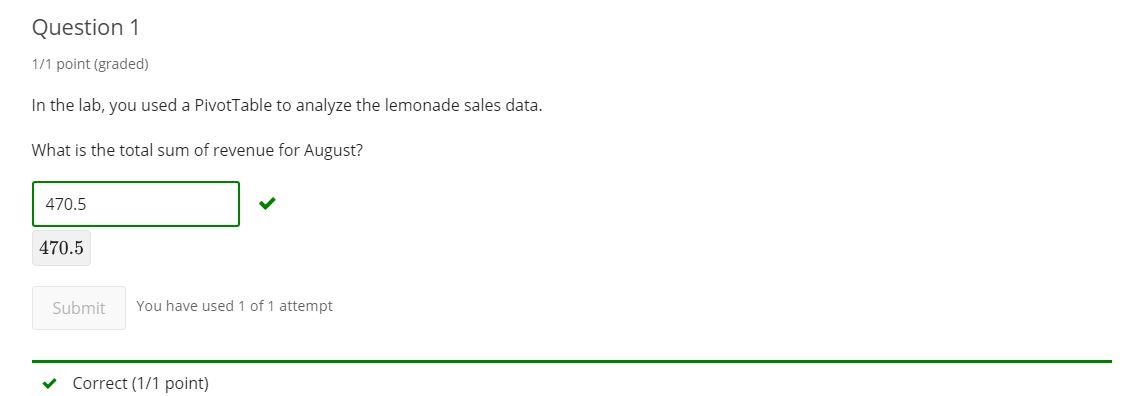 Question 1
1/1 point (graded)
In the lab, you used a PivotTable to analyze the lemonade sales data.
What is the total sum of revenue for August?
470.5
470.5
Submit You have used 1 of 1 attempt
Correct (1/1 point)